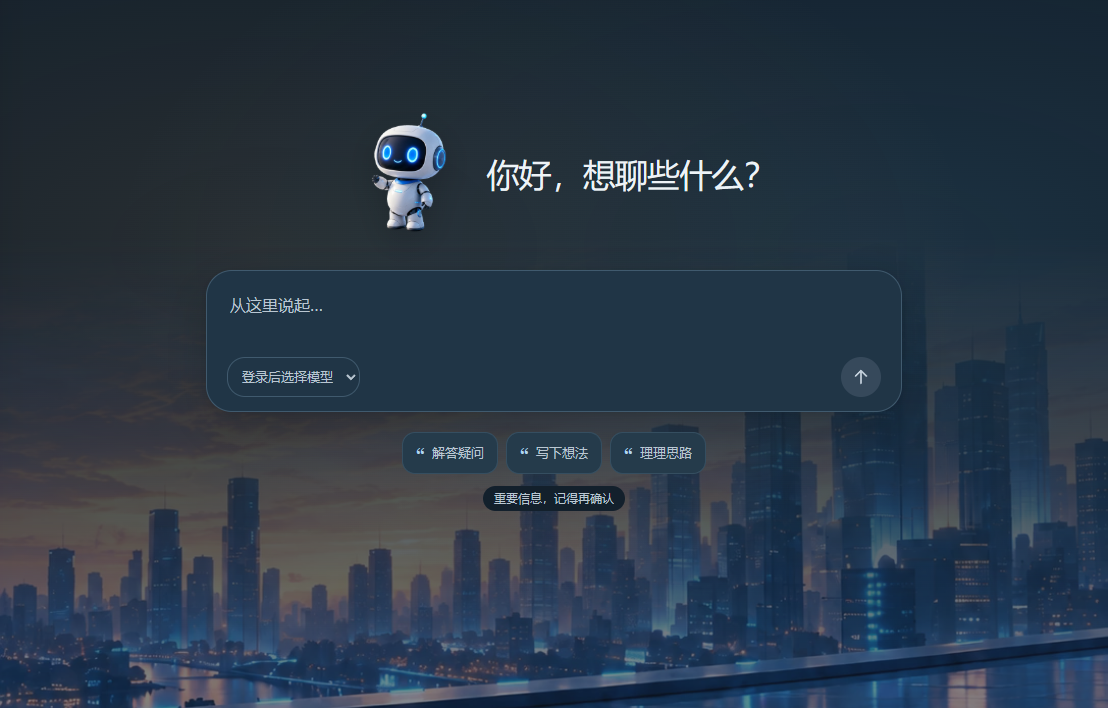 你好，想聊些什么？
从这里说起...
登录后选择模型
“ 解答疑问 “ 写下想法 “ 理理思路
重要信息，记得再确认